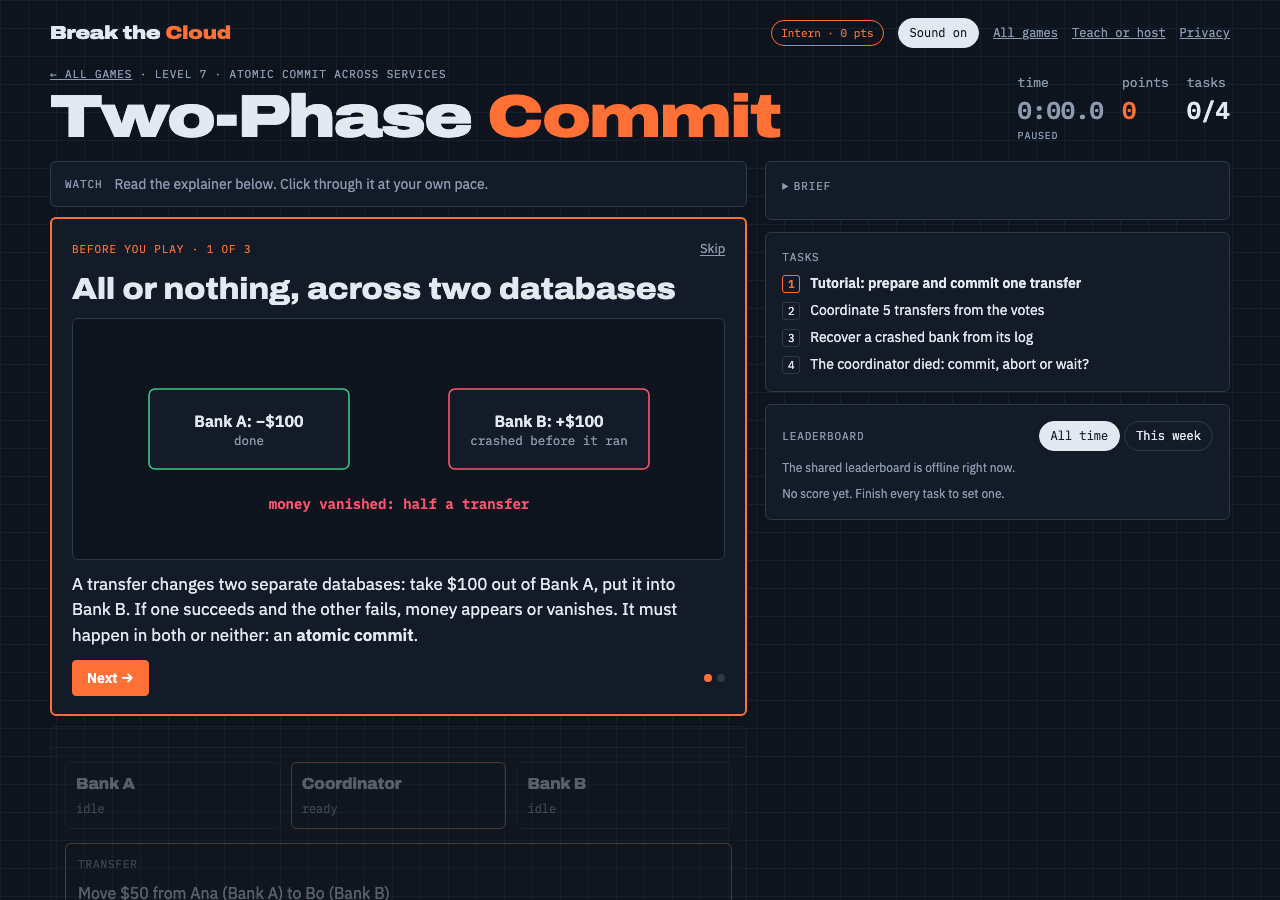 Break the Cloud
Intern · 0 pts
Sound on
All games
Teach or host
Privacy
← ALL GAMES · LEVEL 7 · ATOMIC COMMIT ACROSS SERVICES
Two-Phase Commit
time
0:00.0
PAUSED
points
0
tasks
0/4
WATCH Read the explainer below. Click through it at your own pace.
BEFORE YOU PLAY · 1 OF 3
Skip
All or nothing, across two databases
Bank A: −$100
done
Bank B: +$100
crashed before it ran
money vanished: half a transfer
A transfer changes two separate databases: take $100 out of Bank A, put it into
Bank B. If one succeeds and the other fails, money appears or vanishes. It must
happen in both or neither: an atomic commit.
Next →
Bank A
idle
Coordinator
ready
Bank B
idle
TRANSFER
Move $50 from Ana (Bank A) to Bo (Bank B)
▶ BRIEF
TASKS
1 Tutorial: prepare and commit one transfer
2 Coordinate 5 transfers from the votes
3 Recover a crashed bank from its log
4 The coordinator died: commit, abort or wait?
LEADERBOARD
All time
This week
The shared leaderboard is offline right now.
No score yet. Finish every task to set one.